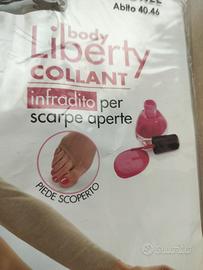 Abito 40.46
body
Liberty
COLLANT
infradito per
scarpe aperte
PIEDE SCOPERTO